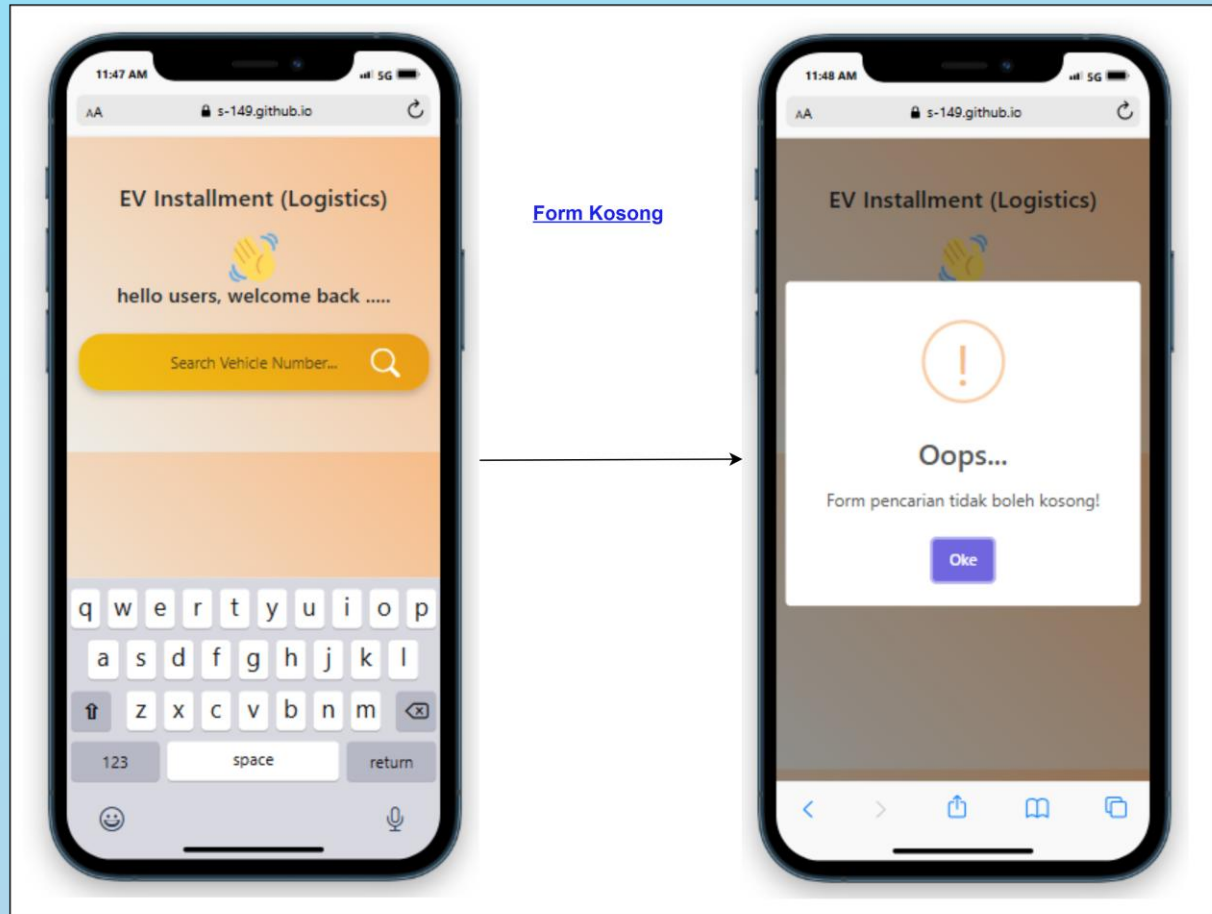 11:47 AM
5G
AA
s-149.github.io
EV Installment (Logistics)
hello users, welcome back .....
Search Vehicle Number...
q w e r t y u i o p
a s d f g h j k l
z x c v b n m
123
space
return
Form Kosong
11:48 AM
5G
AA
s-149.github.io
EV Installment (Logistics)
!
Oops...
Form pencarian tidak boleh kosong!
Oke